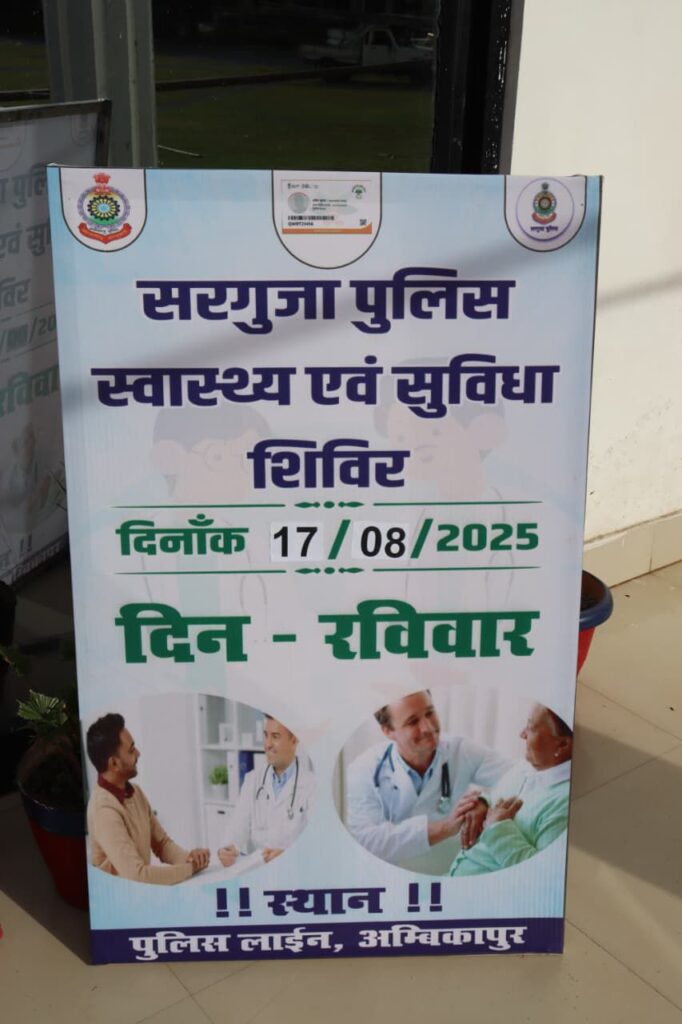 सरगुजा पुलिस
स्वास्थ्य एवं सुविधा
शिविर
दिनाँक 17/08/2025
दिन - रविवार
!! स्थान !!
पुलिस लाईन, अम्बिकापुर